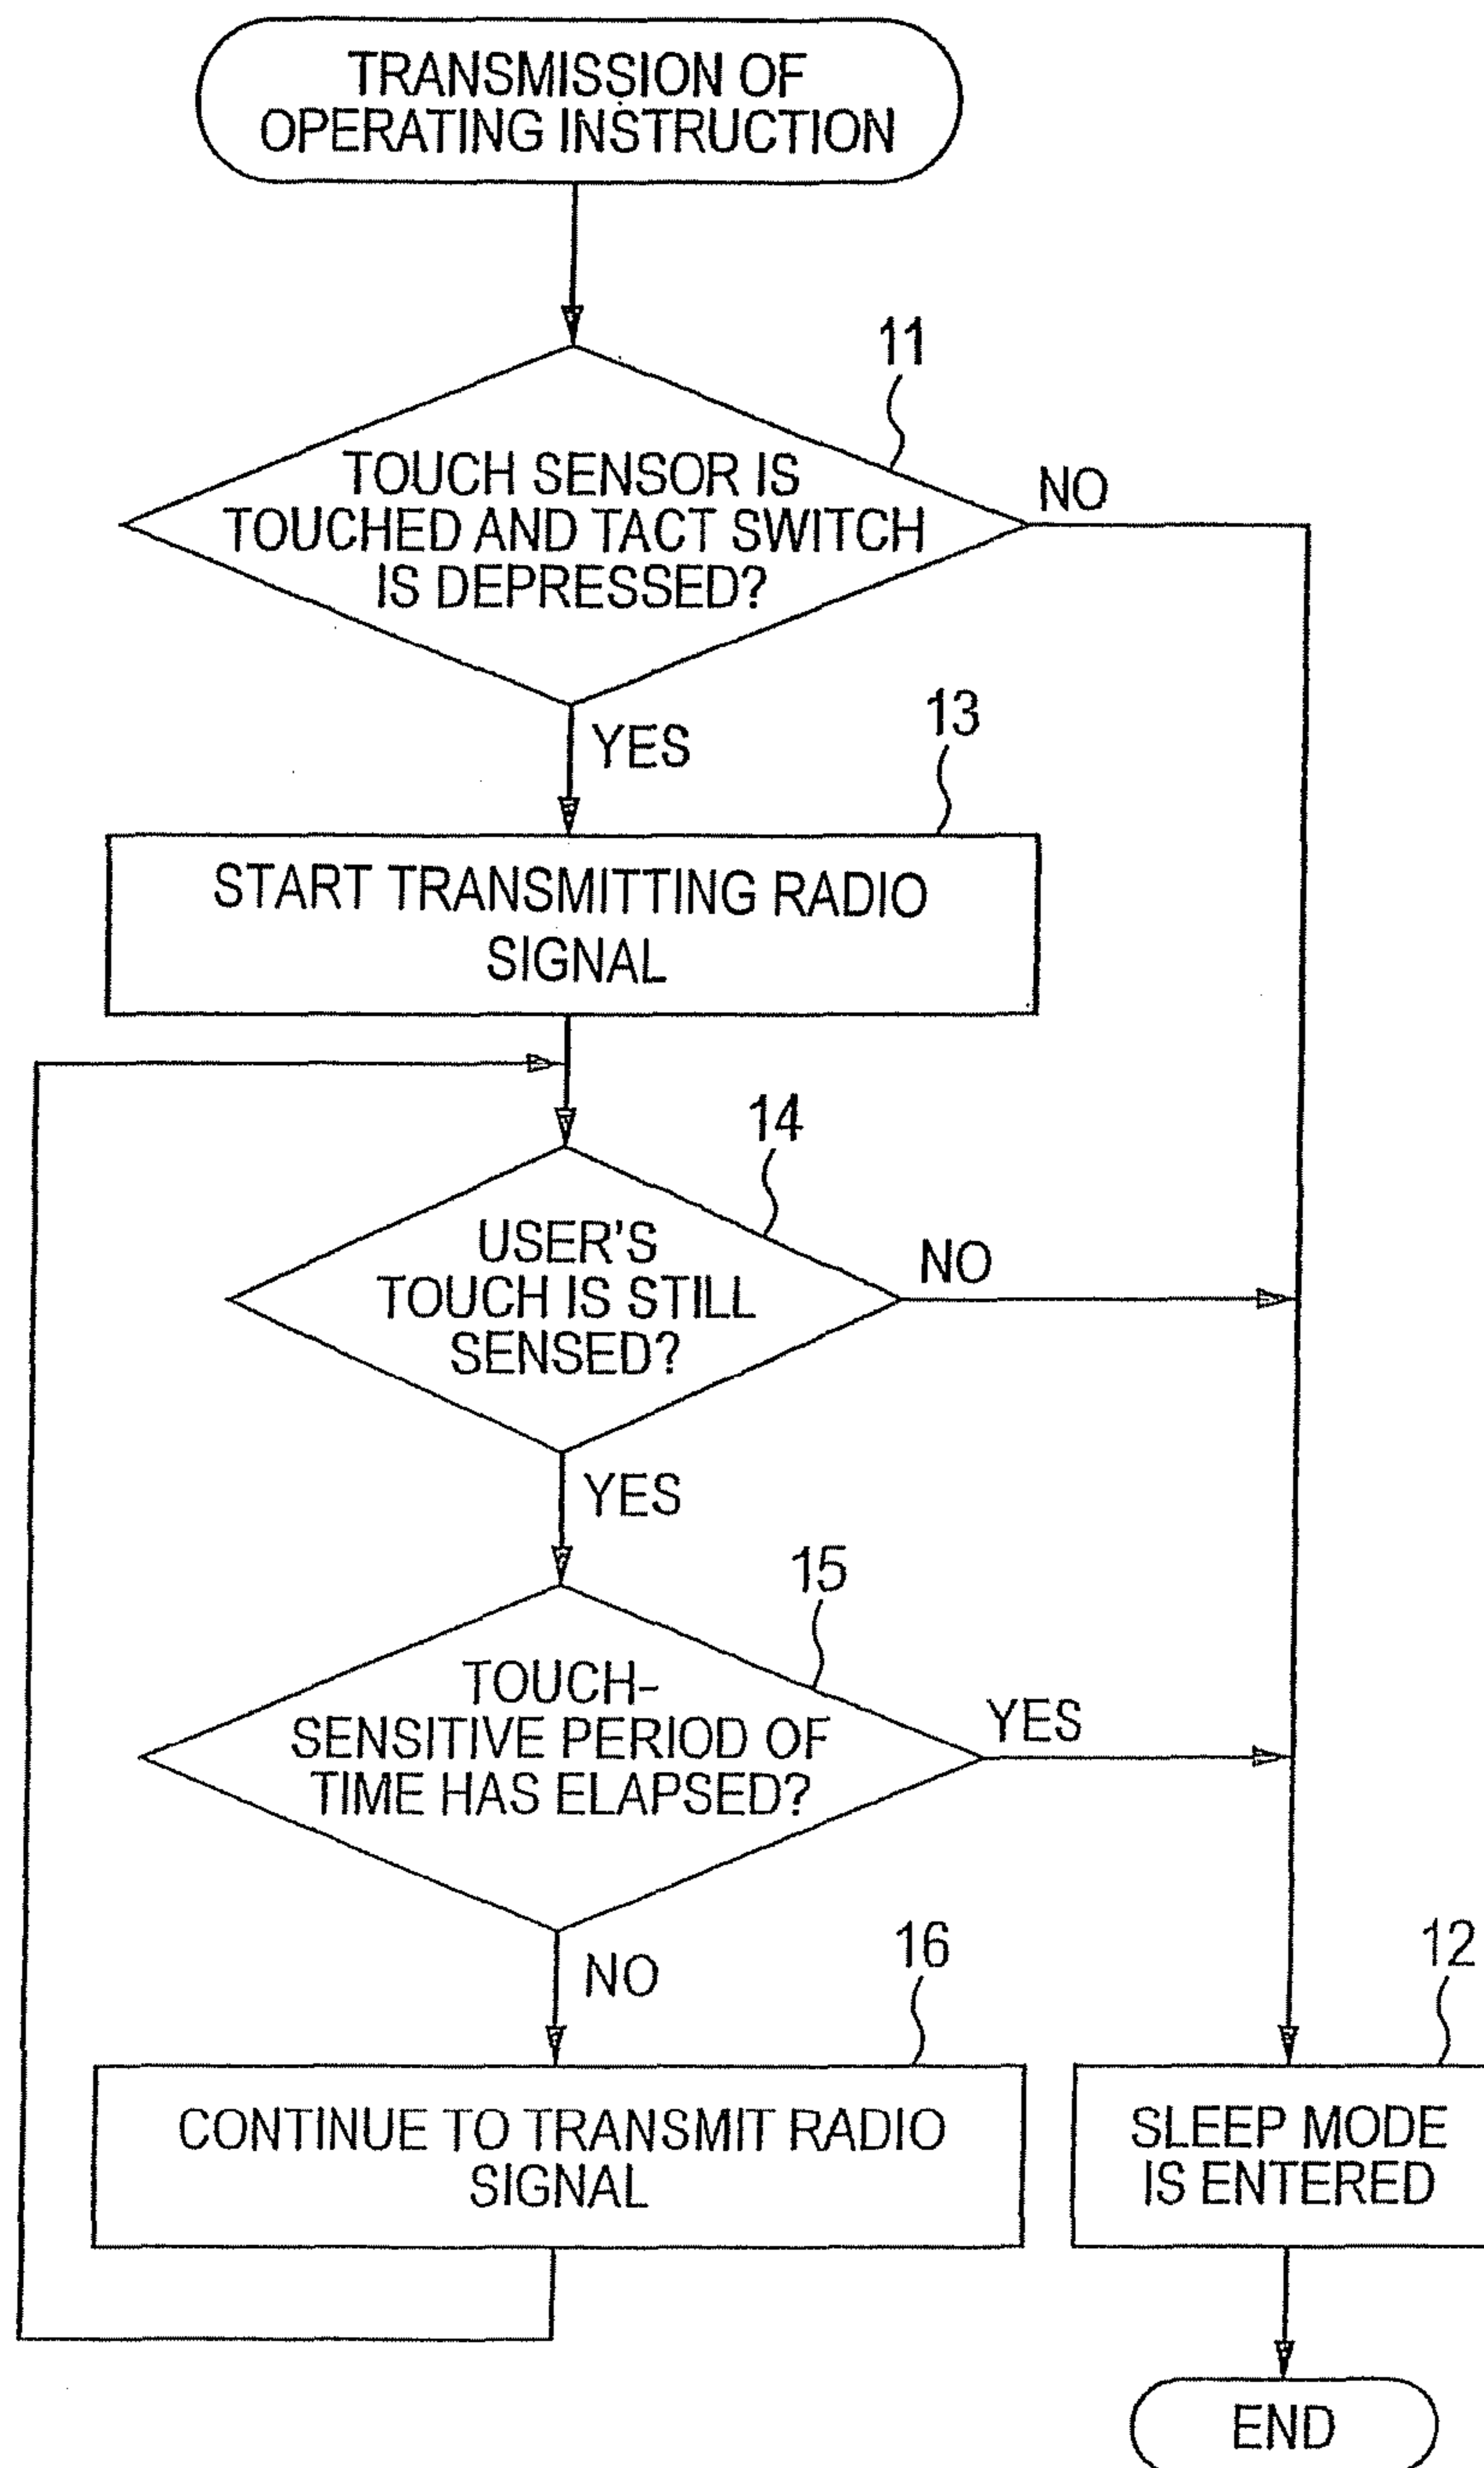 TRANSMISSION OF
OPERATING INSTRUCTION
11
TOUCH SENSOR IS
TOUCHED AND TACT SWITCH
IS DEPRESSED?
NO
YES
13
START TRANSMITTING RADIO
SIGNAL
14
USER'S
TOUCH IS STILL
SENSED?
NO
YES
15
TOUCH-
SENSITIVE PERIOD OF
TIME HAS ELAPSED?
YES
NO
16
CONTINUE TO TRANSMIT RADIO
SIGNAL
12
SLEEP MODE
IS ENTERED
END